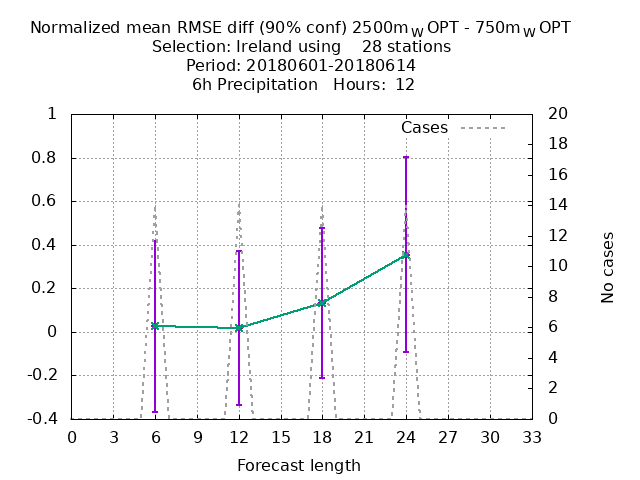 Normalized mean RMSE diff (90% conf) 2500m_W OPT - 750m_W OPT
Selection: Ireland using 28 stations
Period: 20180601-20180614
6h Precipitation Hours: 12
Cases
1
0.8
0.6
0.4
0.2
0
-0.2
-0.4
20
18
16
14
12
10
8
6
4
2
0
No cases
0 3 6 9 12 15 18 21 24 27 30 33
Forecast length